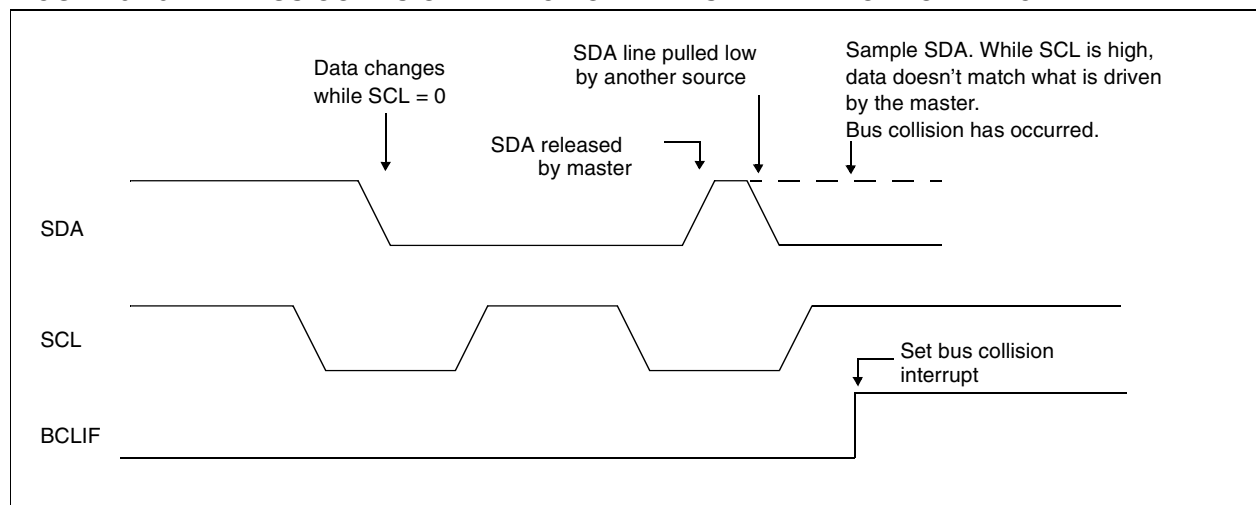 Data changes
while SCL = 0
SDA line pulled low
by another source
Sample SDA. While SCL is high,
data doesn't match what is driven
by the master.
Bus collision has occurred.
SDA released
by master
SDA
SCL
Set bus collision
interrupt
BCLIF